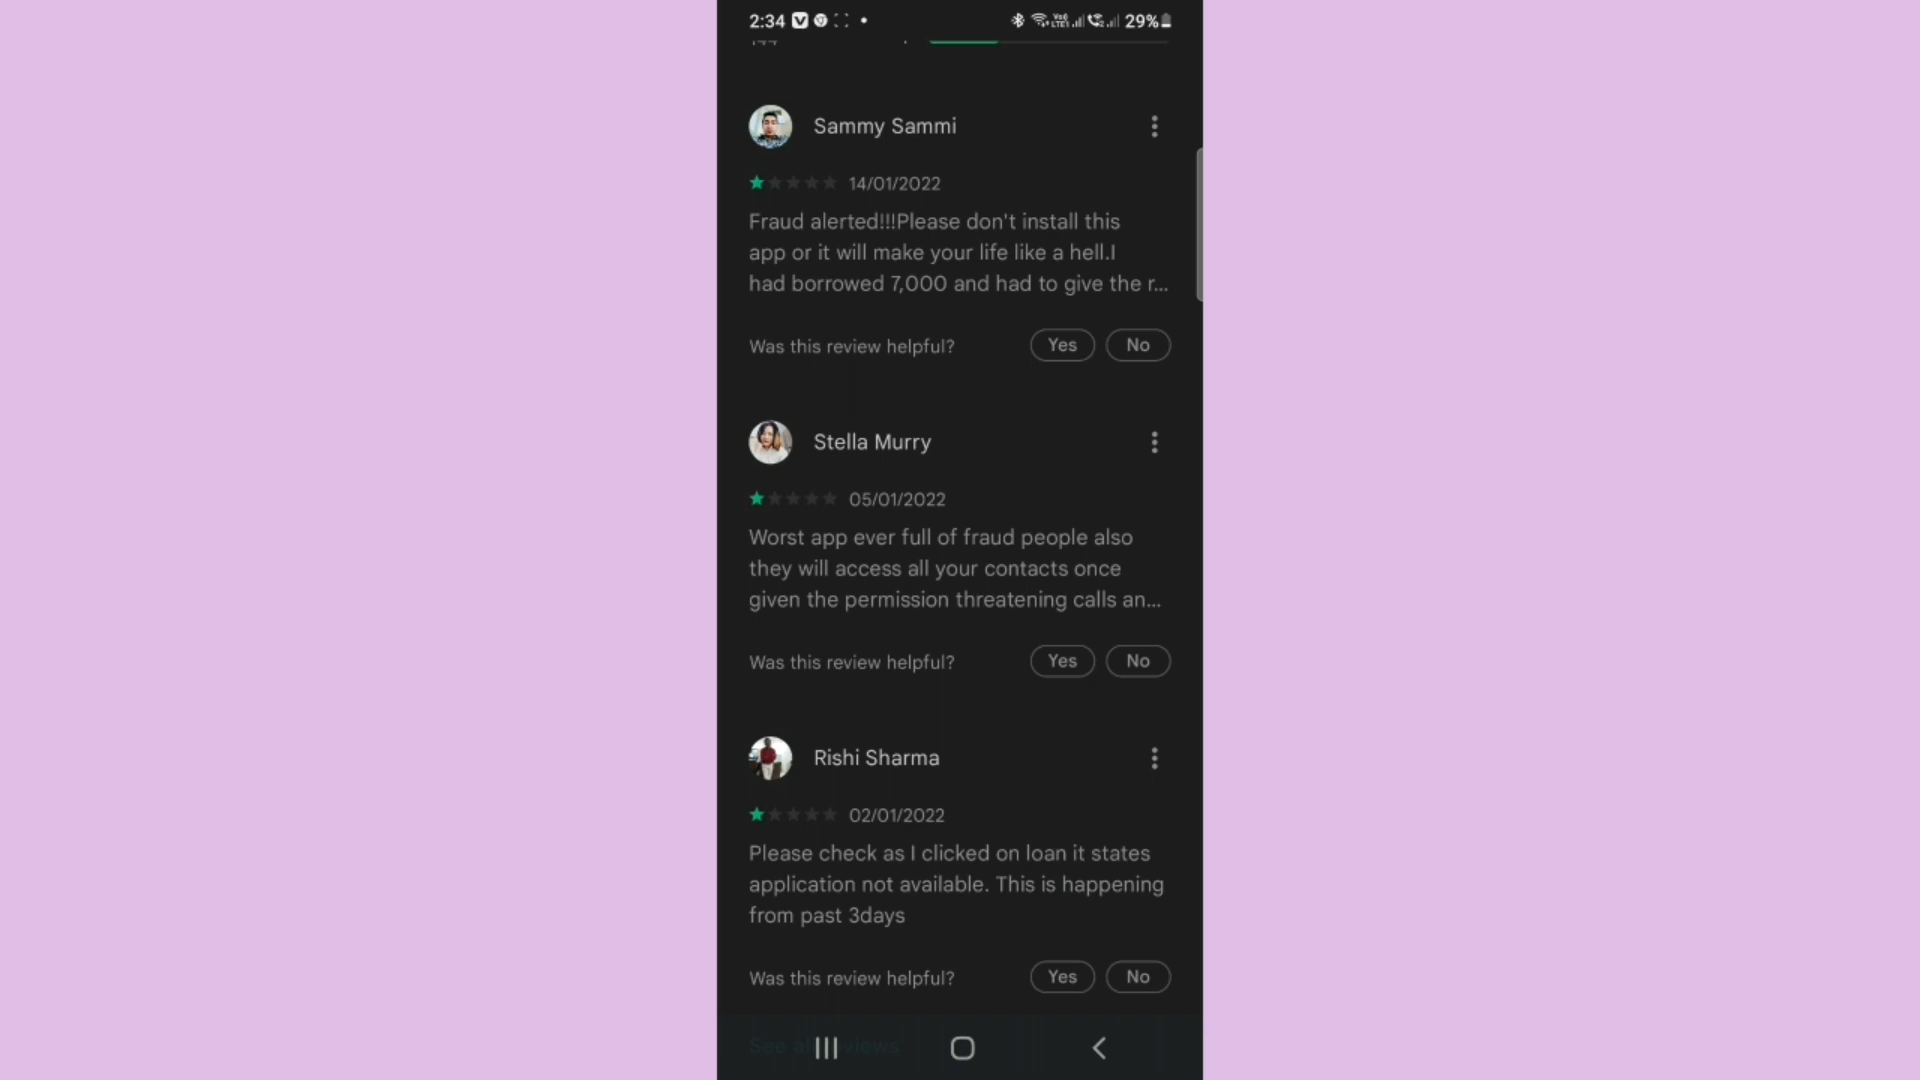 2:34 29%
Sammy Sammi
14/01/2022
Fraud alerted!!!Please don't install this
app or it will make your life like a hell.I
had borrowed 7,000 and had to give the r...
Was this review helpful? Yes No
Stella Murry
05/01/2022
Worst app ever full of fraud people also
they will access all your contacts once
given the permission threatening calls an...
Was this review helpful? Yes No
Rishi Sharma
02/01/2022
Please check as I clicked on loan it states
application not available. This is happening
from past 3days
Was this review helpful? Yes No
See